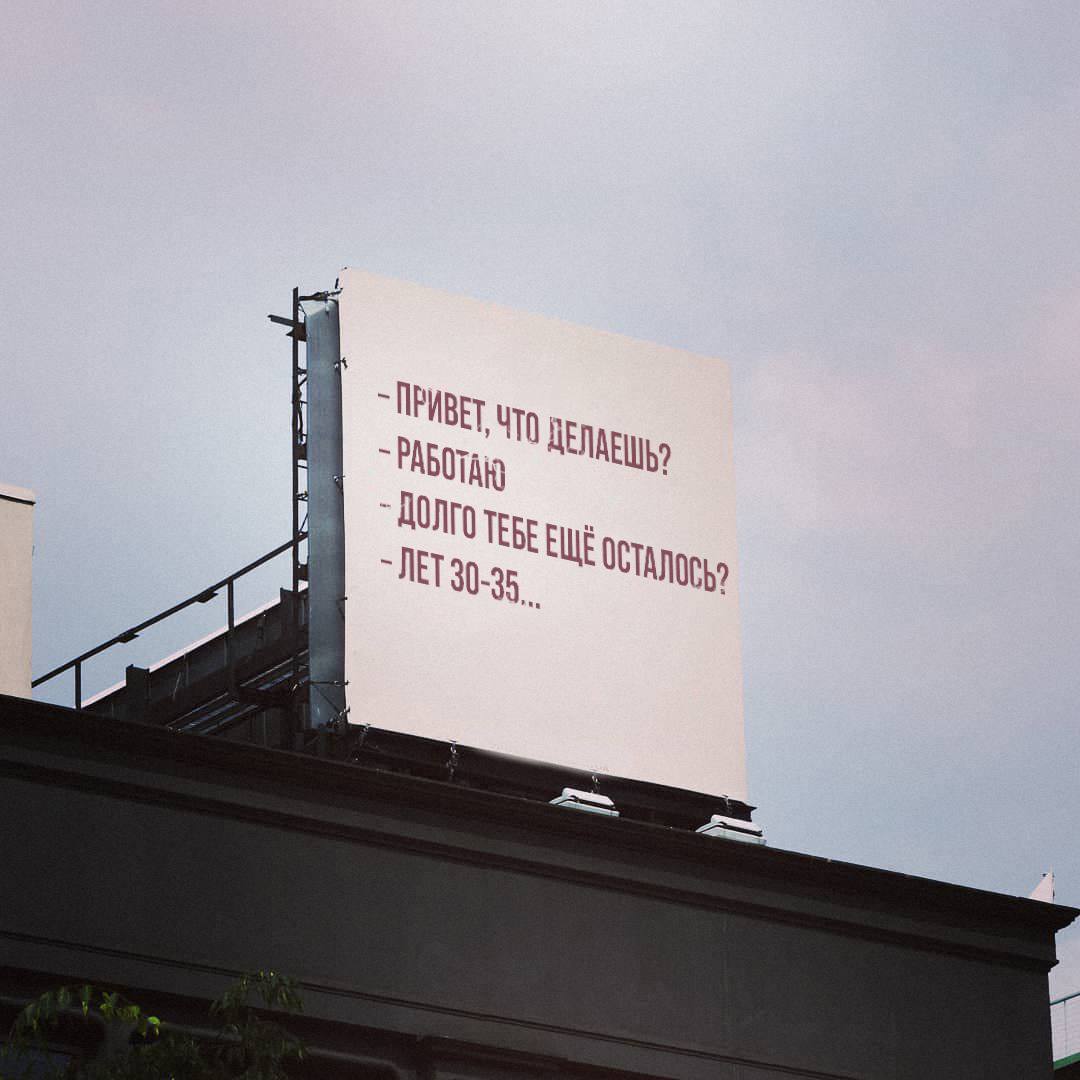 - ПРИВЕТ, ЧТО ДЕЛАЕШЬ?
- РАБОТАЮ
- ДОЛГО ТЕБЕ ЕЩЁ ОСТАЛОСЬ?
- ЛЕТ 30-35...